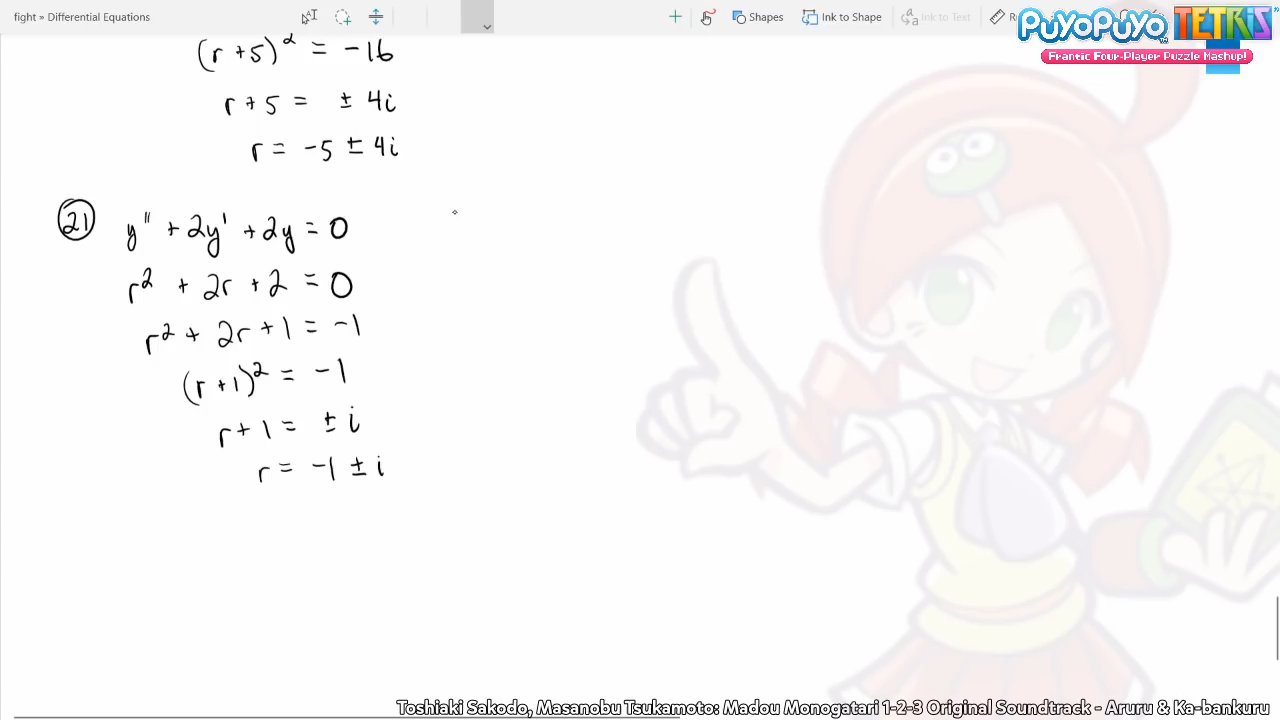 fight » Differential Equations
Shapes
Ink to Shape
Ink to Text
PuyoPuyo TETRIS
Frantic Four-Player Puzzle Mashup!
(r + 5)² = -16
r + 5 = ± 4i
r = -5 ± 4i
21 y'' + 2y' + 2y = 0
r² + 2r + 2 = 0
r² + 2r + 1 = -1
(r + 1)² = -1
r + 1 = ± i
r = -1 ± i
Toshiaki Sakodo, Masanobu Tsukamoto: Madou Monogatari 1-2-3 Original Soundtrack - Aruru & Ka-bankuru